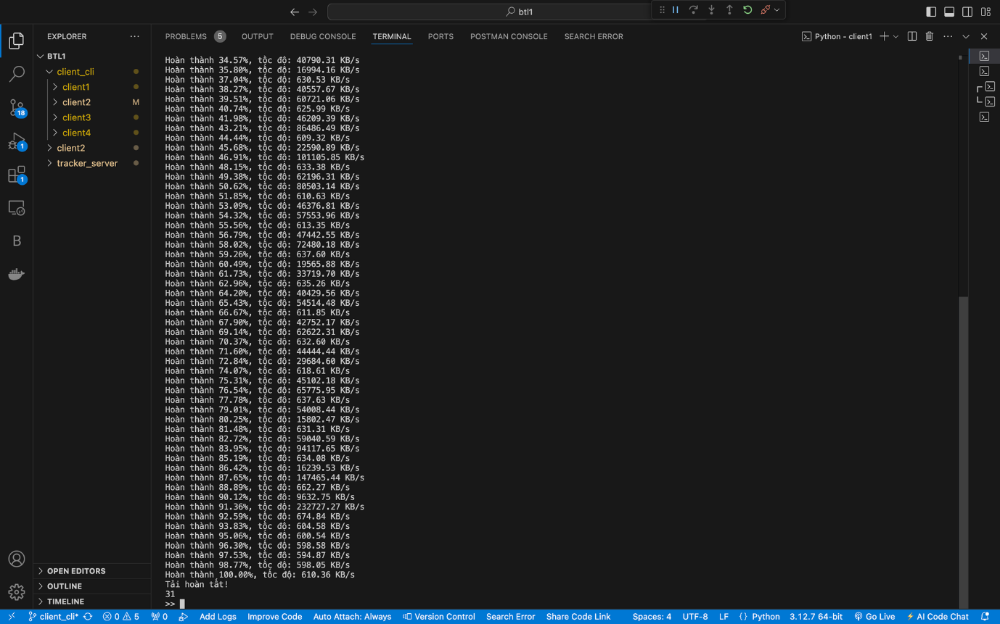 btl1
EXPLORER
PROBLEMS 5 OUTPUT DEBUG CONSOLE TERMINAL PORTS POSTMAN CONSOLE SEARCH ERROR
Python - client1
BTL1
client_cli
client1
client2 M
client3
client4
client2
tracker_server
18
1
1
B
OPEN EDITORS
OUTLINE
TIMELINE
Hoàn thành 34.57%, tốc độ: 40790.31 KB/s
Hoàn thành 35.80%, tốc độ: 16994.16 KB/s
Hoàn thành 37.04%, tốc độ: 630.53 KB/s
Hoàn thành 38.27%, tốc độ: 40557.67 KB/s
Hoàn thành 39.51%, tốc độ: 60721.06 KB/s
Hoàn thành 40.74%, tốc độ: 625.99 KB/s
Hoàn thành 41.98%, tốc độ: 46209.39 KB/s
Hoàn thành 43.21%, tốc độ: 86486.49 KB/s
Hoàn thành 44.44%, tốc độ: 609.32 KB/s
Hoàn thành 45.68%, tốc độ: 22590.89 KB/s
Hoàn thành 46.91%, tốc độ: 101105.85 KB/s
Hoàn thành 48.15%, tốc độ: 633.38 KB/s
Hoàn thành 49.38%, tốc độ: 62196.31 KB/s
Hoàn thành 50.62%, tốc độ: 80503.14 KB/s
Hoàn thành 51.85%, tốc độ: 610.63 KB/s
Hoàn thành 53.09%, tốc độ: 46376.81 KB/s
Hoàn thành 54.32%, tốc độ: 57553.96 KB/s
Hoàn thành 55.56%, tốc độ: 613.35 KB/s
Hoàn thành 56.79%, tốc độ: 47442.55 KB/s
Hoàn thành 58.02%, tốc độ: 72480.18 KB/s
Hoàn thành 59.26%, tốc độ: 637.60 KB/s
Hoàn thành 60.49%, tốc độ: 19565.88 KB/s
Hoàn thành 61.73%, tốc độ: 33719.70 KB/s
Hoàn thành 62.96%, tốc độ: 635.26 KB/s
Hoàn thành 64.20%, tốc độ: 40429.56 KB/s
Hoàn thành 65.43%, tốc độ: 54514.48 KB/s
Hoàn thành 66.67%, tốc độ: 611.85 KB/s
Hoàn thành 67.90%, tốc độ: 42752.17 KB/s
Hoàn thành 69.14%, tốc độ: 62622.31 KB/s
Hoàn thành 70.37%, tốc độ: 632.60 KB/s
Hoàn thành 71.60%, tốc độ: 44444.44 KB/s
Hoàn thành 72.84%, tốc độ: 29684.60 KB/s
Hoàn thành 74.07%, tốc độ: 618.61 KB/s
Hoàn thành 75.31%, tốc độ: 45102.18 KB/s
Hoàn thành 76.54%, tốc độ: 65775.95 KB/s
Hoàn thành 77.78%, tốc độ: 637.63 KB/s
Hoàn thành 79.01%, tốc độ: 54008.44 KB/s
Hoàn thành 80.25%, tốc độ: 15802.47 KB/s
Hoàn thành 81.48%, tốc độ: 631.31 KB/s
Hoàn thành 82.72%, tốc độ: 59040.59 KB/s
Hoàn thành 83.95%, tốc độ: 94117.65 KB/s
Hoàn thành 85.19%, tốc độ: 634.08 KB/s
Hoàn thành 86.42%, tốc độ: 16239.53 KB/s
Hoàn thành 87.65%, tốc độ: 147465.44 KB/s
Hoàn thành 88.89%, tốc độ: 662.27 KB/s
Hoàn thành 90.12%, tốc độ: 9632.75 KB/s
Hoàn thành 91.36%, tốc độ: 232727.27 KB/s
Hoàn thành 92.59%, tốc độ: 674.84 KB/s
Hoàn thành 93.83%, tốc độ: 604.58 KB/s
Hoàn thành 95.06%, tốc độ: 600.54 KB/s
Hoàn thành 96.30%, tốc độ: 598.58 KB/s
Hoàn thành 97.53%, tốc độ: 594.87 KB/s
Hoàn thành 98.77%, tốc độ: 598.05 KB/s
Hoàn thành 100.00%, tốc độ: 610.36 KB/s
Tải hoàn tất!
31
>>
client_cli* 0 5 0 Add Logs Improve Code Auto Attach: Always Version Control Search Error Share Code Link Spaces: 4 UTF-8 LF {} Python 3.12.7 64-bit Go Live AI Code Chat